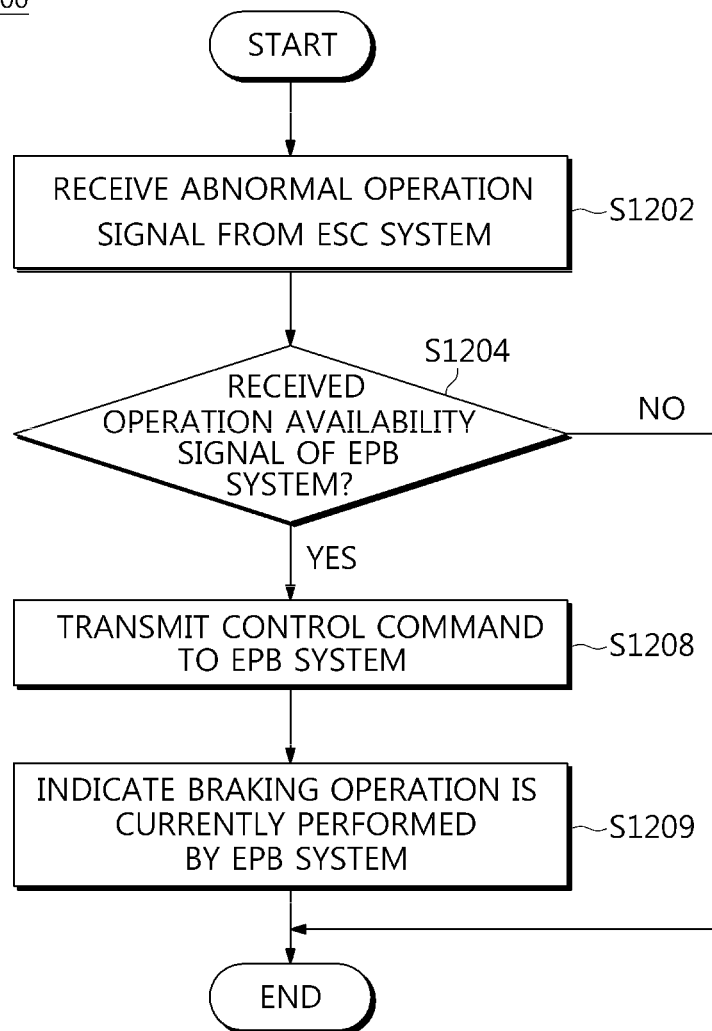 START
RECEIVE ABNORMAL OPERATION
SIGNAL FROM ESC SYSTEM
S1202
S1204
RECEIVED
OPERATION AVAILABILITY
SIGNAL OF EPB
SYSTEM?
NO
YES
TRANSMIT CONTROL COMMAND
TO EPB SYSTEM
S1208
INDICATE BRAKING OPERATION IS
CURRENTLY PERFORMED
BY EPB SYSTEM
S1209
END